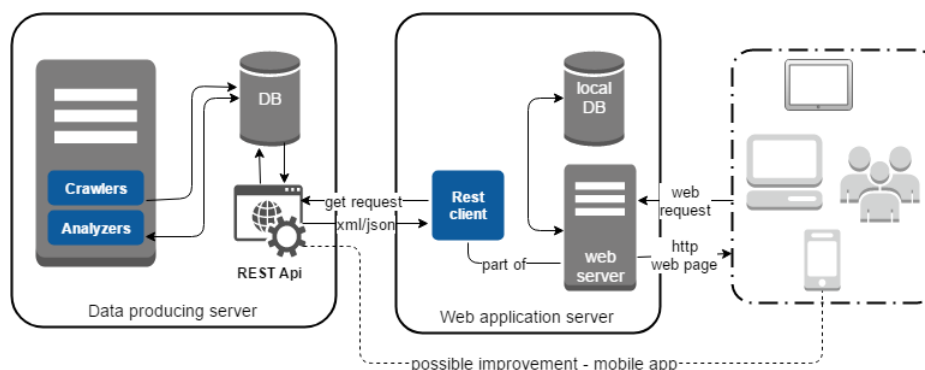 DB
Crawlers
Analyzers
REST Api
Data producing server
get request
xml/json
Rest
client
part of
local
DB
web
server
Web application server
web
request
http
web page
possible improvement - mobile app